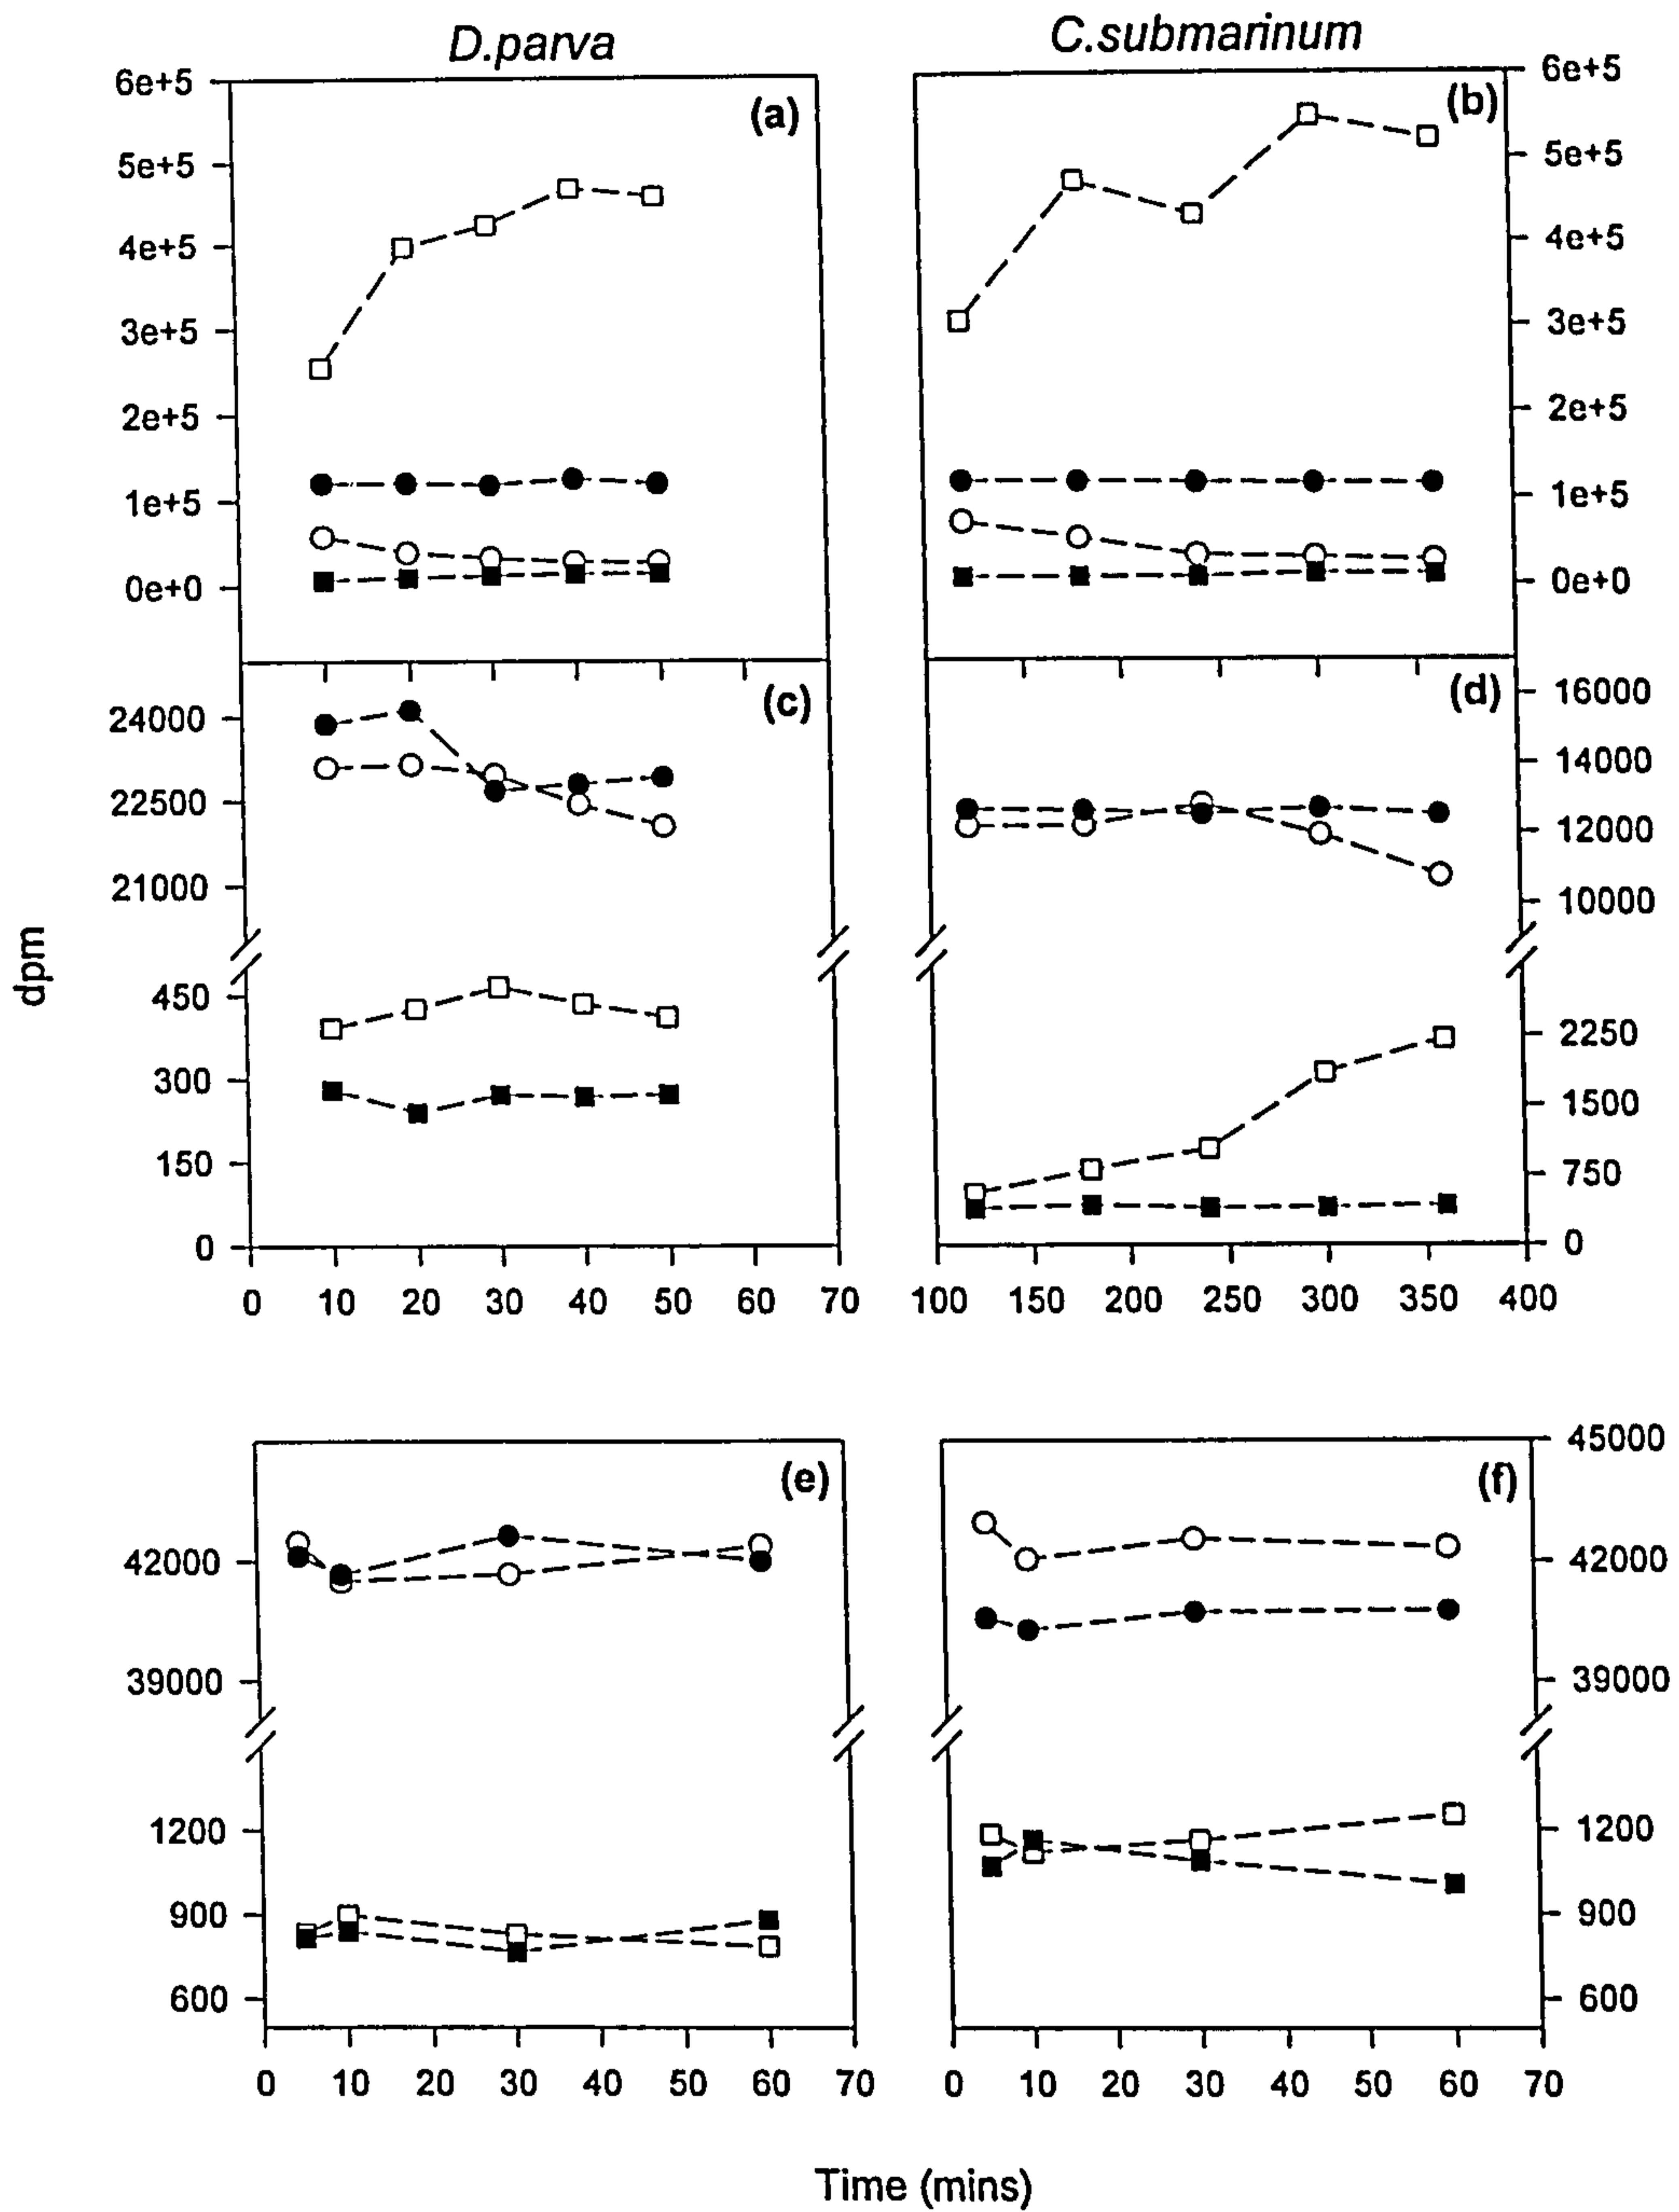 D.parva
C.submarinum
6e+5
5e+5
4e+5
3e+5
2e+5
1e+5
0e+0
(a)
(b)
6e+5
5e+5
4e+5
3e+5
2e+5
1e+5
0e+0
dpm
24000
22500
21000
450
300
150
0
(c)
(d)
16000
14000
12000
10000
2250
1500
750
0
0 10 20 30 40 50 60 70
100 150 200 250 300 350 400
42000
39000
1200
900
600
(e)
(f)
45000
42000
39000
1200
900
600
0 10 20 30 40 50 60 70
0 10 20 30 40 50 60 70
Time (mins)